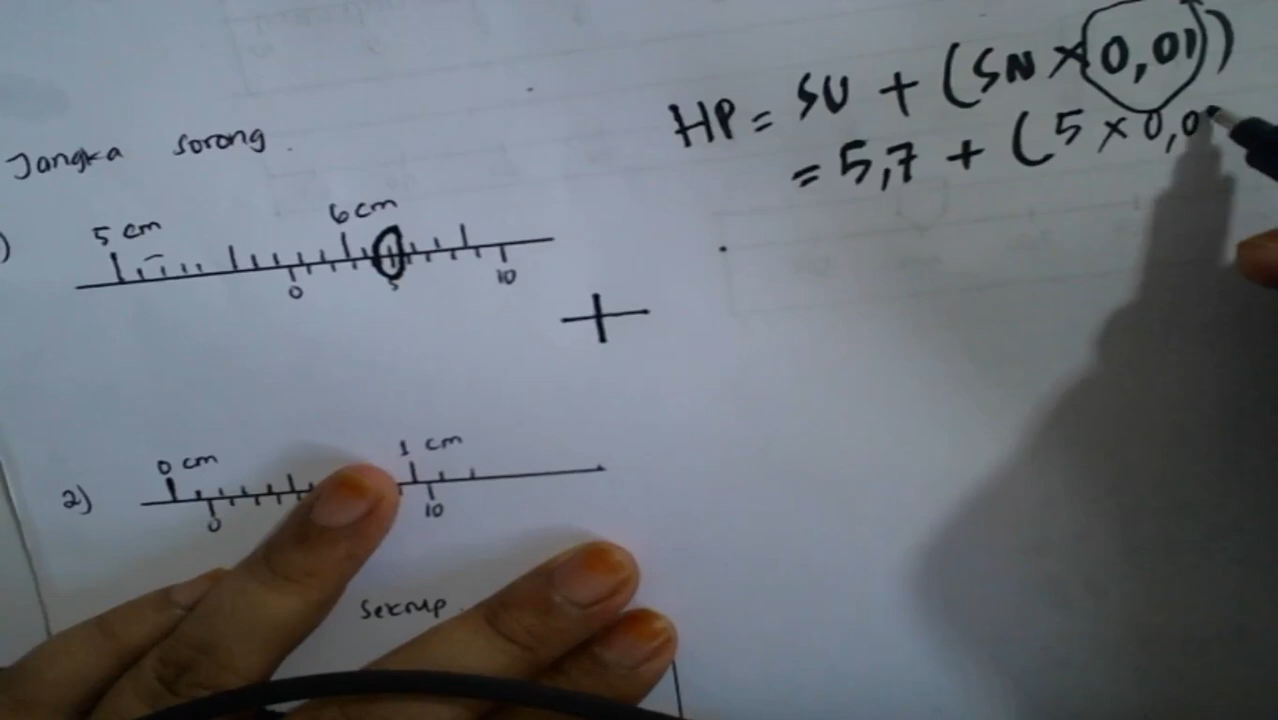 HP = SU + (SN × 0,01)
= 5,7 + (5 × 0,0
Jangka Sorong.
)
5 cm 6 cm
0 5 10
0 cm 1 cm
2)
0 10
Sekrup